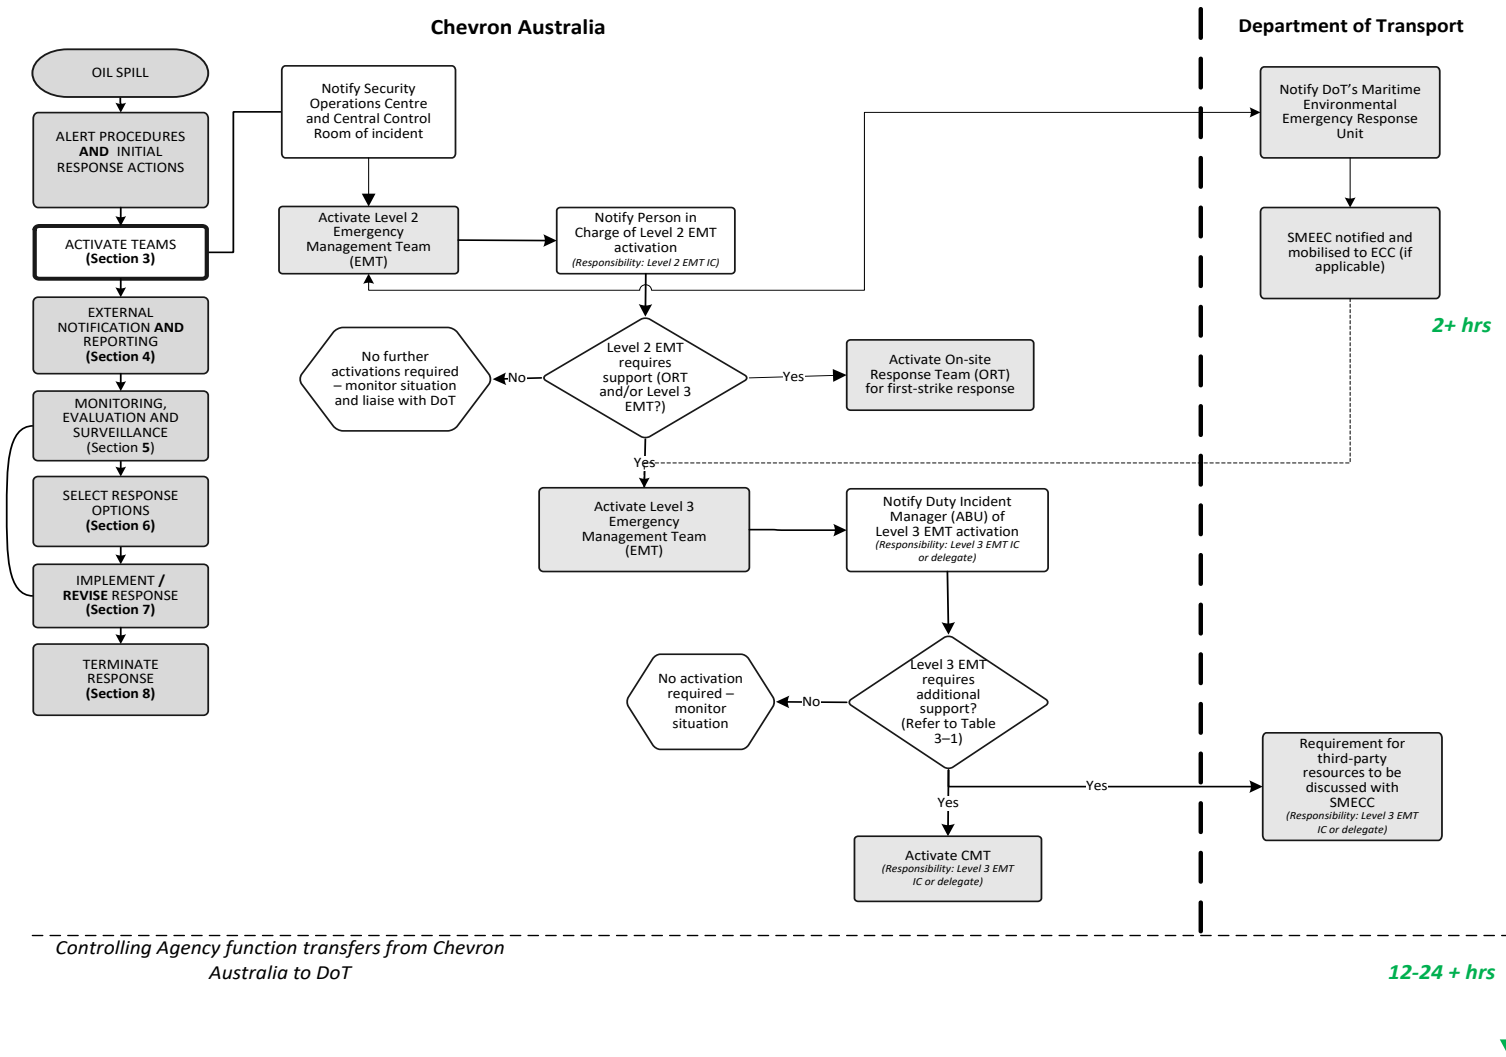 Chevron Australia
Department of Transport
OIL SPILL
ALERT PROCEDURES
AND INITIAL
RESPONSE ACTIONS
ACTIVATE TEAMS
(Section 3)
EXTERNAL
NOTIFICATION AND
REPORTING
(Section 4)
MONITORING,
EVALUATION AND
SURVEILLANCE
(Section 5)
SELECT RESPONSE
OPTIONS
(Section 6)
IMPLEMENT /
REVISE RESPONSE
(Section 7)
TERMINATE
RESPONSE
(Section 8)
Notify Security
Operations Centre
and Central Control
Room of incident
Activate Level 2
Emergency
Management Team
(EMT)
Notify Person in
Charge of Level 2 EMT
activation
(Responsibility: Level 2 EMT IC)
No further
activations required
– monitor situation
and liaise with DoT
No
Level 2 EMT
requires
support (ORT
and/or Level 3
EMT?)
Yes
Activate On-site
Response Team (ORT)
for first-strike response
Yes
Activate Level 3
Emergency
Management Team
(EMT)
Notify Duty Incident
Manager (ABU) of
Level 3 EMT activation
(Responsibility: Level 3 EMT IC
or delegate)
No activation
required –
monitor
situation
No
Level 3 EMT
requires
additional
support?
(Refer to Table
3–1)
Yes
Yes
Activate CMT
(Responsibility: Level 3 EMT
IC or delegate)
Notify DoT's Maritime
Environmental
Emergency Response
Unit
SMEEC notified and
mobilised to ECC (if
applicable)
2+ hrs
Requirement for
third-party
resources to be
discussed with
SMECC
(Responsibility: Level 3 EMT
IC or delegate)
Controlling Agency function transfers from Chevron
Australia to DoT
12-24 + hrs